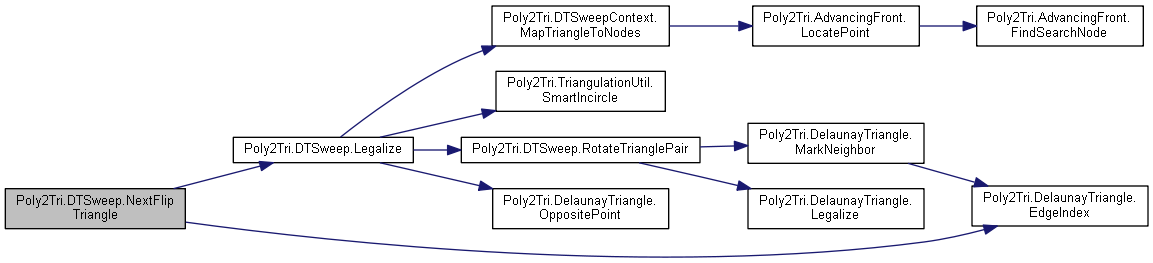 Poly2Tri.DTSweep.NextFlip
Triangle
Poly2Tri.DTSweep.Legalize
Poly2Tri.DTSweepContext.
MapTriangleToNodes
Poly2Tri.AdvancingFront.
LocatePoint
Poly2Tri.AdvancingFront.
FindSearchNode
Poly2Tri.TriangulationUtil.
SmartIncircle
Poly2Tri.DTSweep.RotateTrianglePair
Poly2Tri.DelaunayTriangle.
MarkNeighbor
Poly2Tri.DelaunayTriangle.
EdgeIndex
Poly2Tri.DelaunayTriangle.
OppositePoint
Poly2Tri.DelaunayTriangle.
Legalize